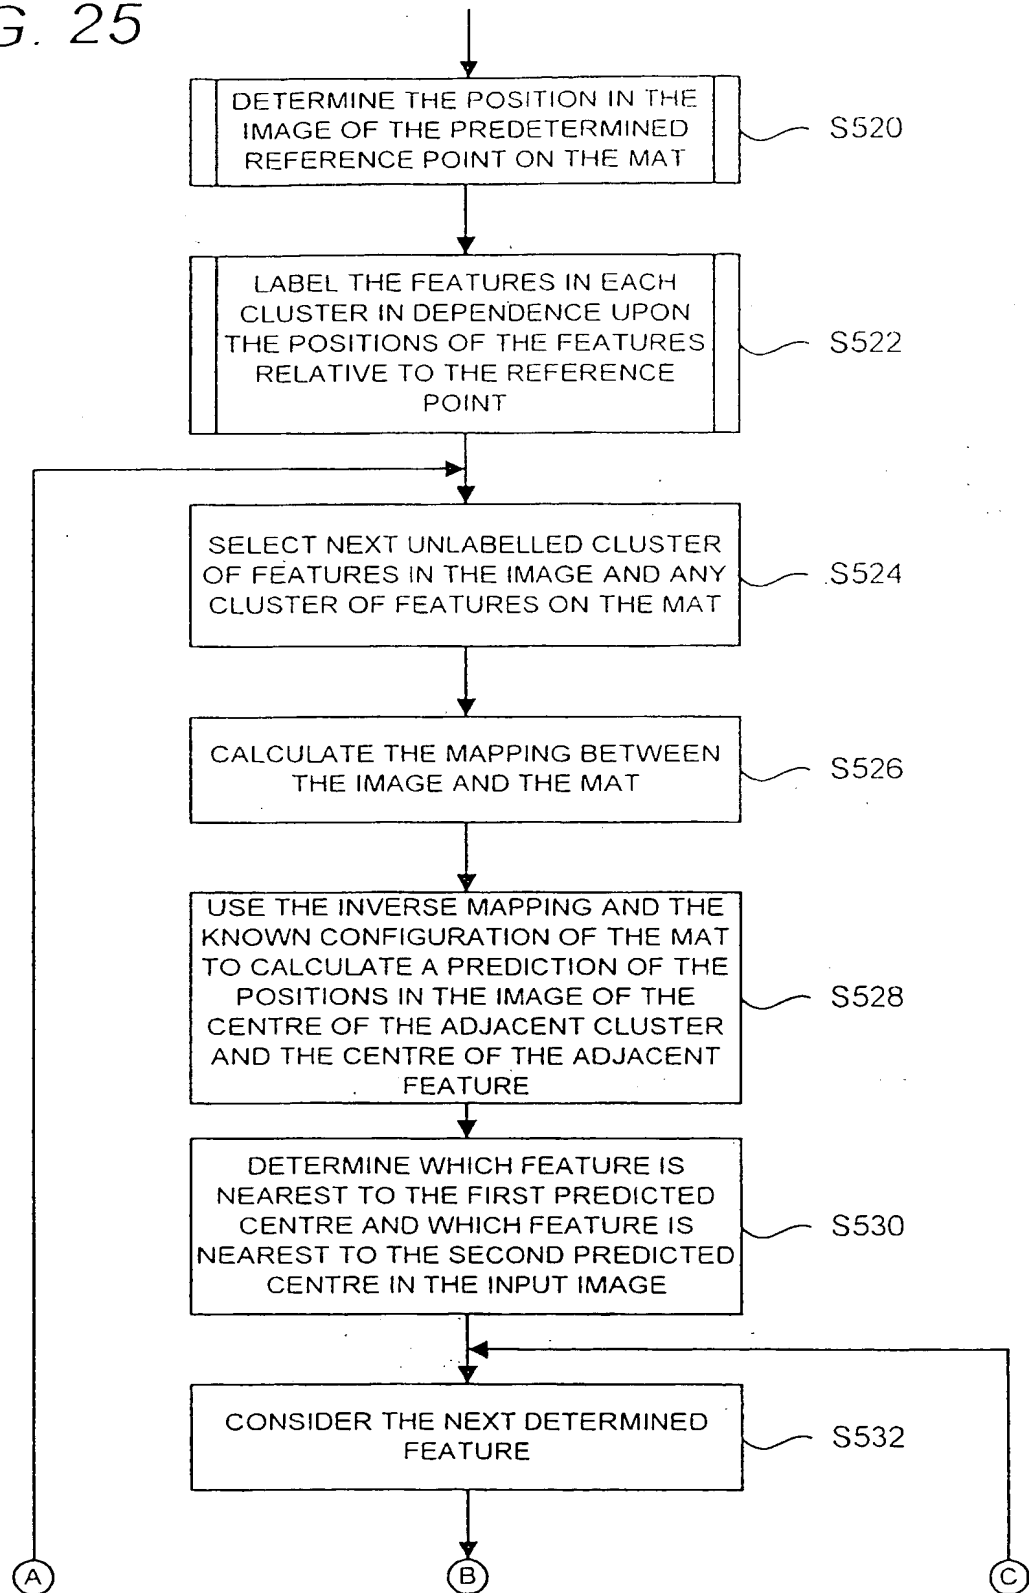 G. 25
DETERMINE THE POSITION IN THE
IMAGE OF THE PREDETERMINED
REFERENCE POINT ON THE MAT
S520
LABEL THE FEATURES IN EACH
CLUSTER IN DEPENDENCE UPON
THE POSITIONS OF THE FEATURES
RELATIVE TO THE REFERENCE
POINT
S522
SELECT NEXT UNLABELLED CLUSTER
OF FEATURES IN THE IMAGE AND ANY
CLUSTER OF FEATURES ON THE MAT
S524
CALCULATE THE MAPPING BETWEEN
THE IMAGE AND THE MAT
S526
USE THE INVERSE MAPPING AND THE
KNOWN CONFIGURATION OF THE MAT
TO CALCULATE A PREDICTION OF THE
POSITIONS IN THE IMAGE OF THE
CENTRE OF THE ADJACENT CLUSTER
AND THE CENTRE OF THE ADJACENT
FEATURE
S528
DETERMINE WHICH FEATURE IS
NEAREST TO THE FIRST PREDICTED
CENTRE AND WHICH FEATURE IS
NEAREST TO THE SECOND PREDICTED
CENTRE IN THE INPUT IMAGE
S530
CONSIDER THE NEXT DETERMINED
FEATURE
S532
A
B
C